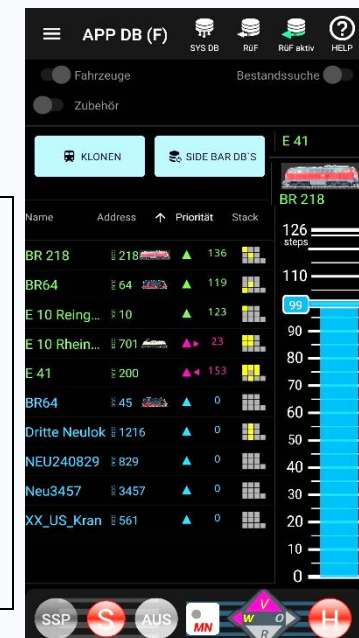 APP DB (F)
SYS DB
RüF
RüF aktiv
HELP
Fahrzeuge
Bestandssuche
Zubehör
KLONEN
SIDE BAR DB`S
E 41
BR 218
Name Address Priorität Stack
BR 218 218 136
BR64 64 119
E 10 Reing... 10 123
E 10 Rhein... 701 23
E 41 200 153
BR64 45 0
Dritte Neulok 1216 0
NEU240829 829 0
Neu3457 3457 0
XX_US_Kran 561 0
126
steps
110
99
90
80
70
60
50
40
30
20
10
0
SSP
S
AUS
MN
V
W
O
H